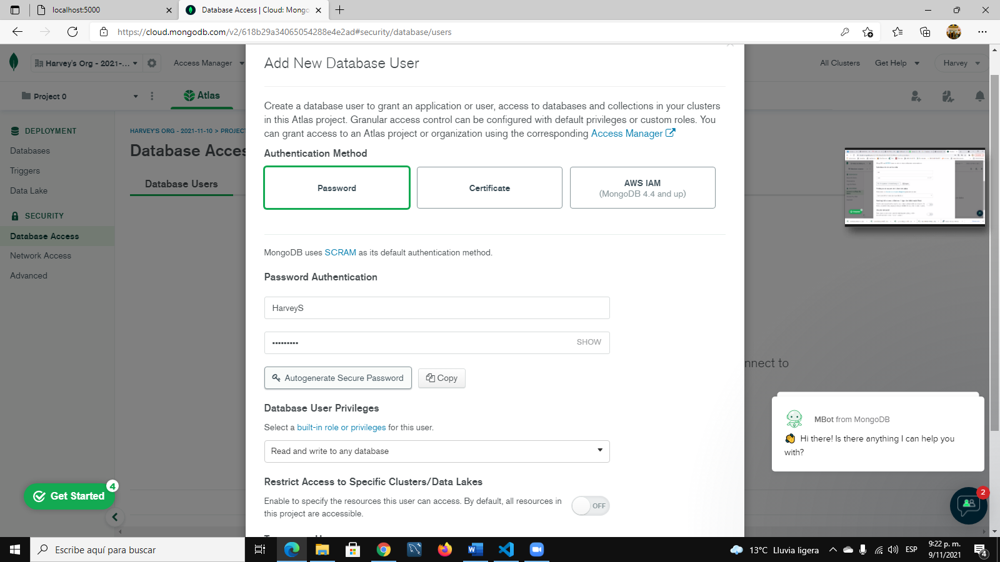 localhost:5000
Database Access | Cloud: Mongo
https://cloud.mongodb.com/v2/618b29a34065054288e4e2ad#security/database/users
Harvey's Org - 2021-...
Access Manager
All Clusters
Get Help
Harvey
Project 0
Atlas
DEPLOYMENT
Databases
Triggers
Data Lake
SECURITY
Database Access
Network Access
Advanced
HARVEY'S ORG - 2021-11-10 > PROJECT
Database Acces
Database Users
Add New Database User
Create a database user to grant an application or user, access to databases and collections in your clusters
in this Atlas project. Granular access control can be configured with default privileges or custom roles. You
can grant access to an Atlas project or organization using the corresponding Access Manager
Authentication Method
Password
Certificate
AWS IAM
(MongoDB 4.4 and up)
MongoDB uses SCRAM as its default authentication method.
Password Authentication
HarveyS
•••••••••
SHOW
Autogenerate Secure Password
Copy
Database User Privileges
Select a built-in role or privileges for this user.
Read and write to any database
Restrict Access to Specific Clusters/Data Lakes
Enable to specify the resources this user can access. By default, all resources in
this project are accessible.
OFF
nnect to
MBot from MongoDB
Hi there! Is there anything I can help you
with?
2
Get Started
4
Escribe aquí para buscar
13°C Lluvia ligera
ESP
9:22 p. m.
9/11/2021
4